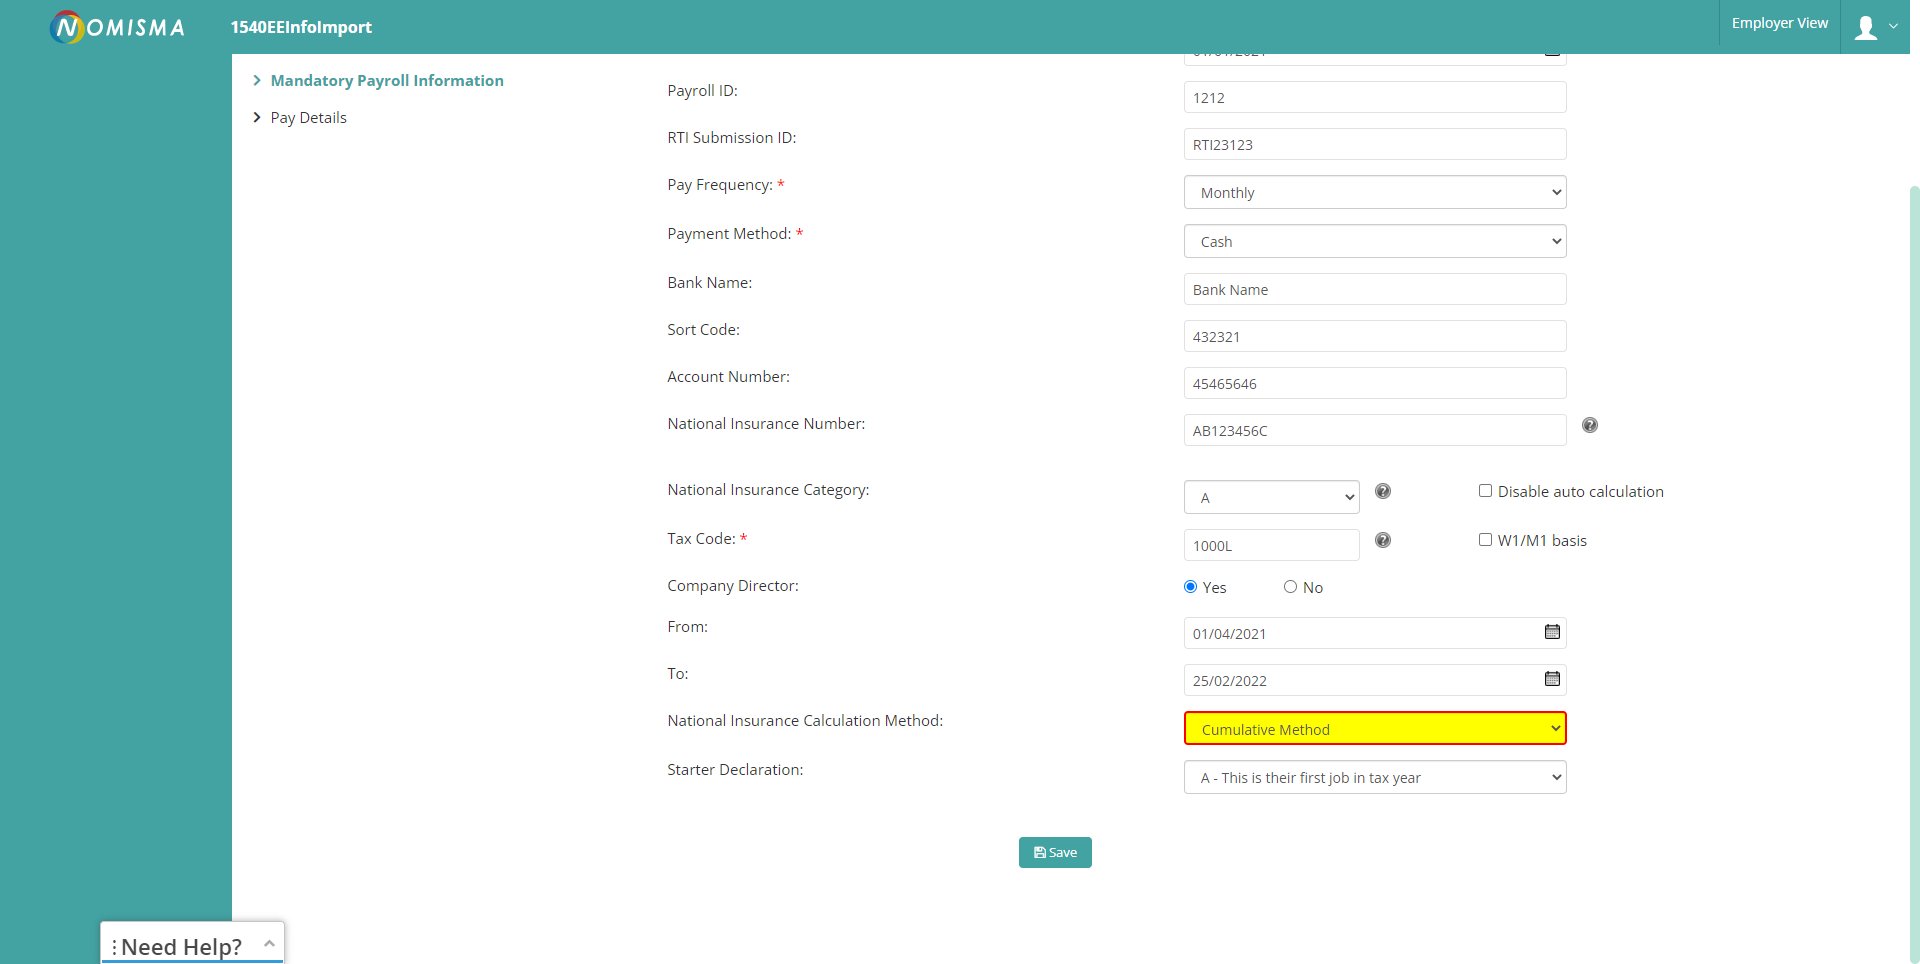 NOMISMA
1540EEInfoImport
Employer View
Mandatory Payroll Information
Pay Details
Payroll ID:
1212
RTI Submission ID:
RTI23123
Pay Frequency: *
Monthly
Payment Method: *
Cash
Bank Name:
Bank Name
Sort Code:
432321
Account Number:
45465646
National Insurance Number:
AB123456C
National Insurance Category:
A
Disable auto calculation
Tax Code: *
1000L
W1/M1 basis
Company Director:
Yes
No
From:
01/04/2021
To:
25/02/2022
National Insurance Calculation Method:
Cumulative Method
Starter Declaration:
A - This is their first job in tax year
Save
Need Help?